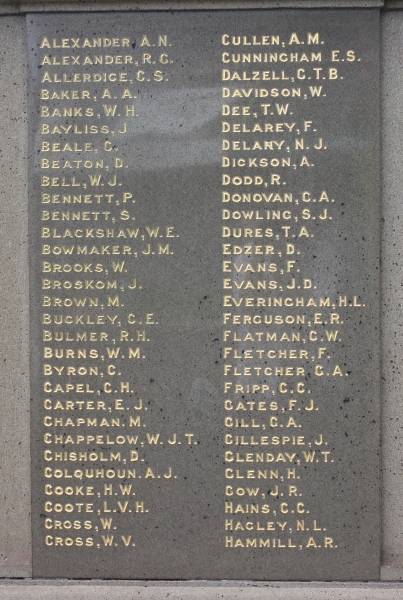 ALEXANDER, A.N.
ALEXANDER, R.G.
ALLERDICE, C.S.
BAKER, A.A.
BANKS, W.H.
BAYLISS, J
BEALE, G.
BEATON, D.
BELL, W.J.
BENNETT, P.
BENNETT, S.
BLACKSHAW, W.E.
BOWMAKER, J.M.
BROOKS, W.
BROSKOM, J.
BROWN, M.
BUCKLEY, C.E.
BULMER, R.H.
BURNS, W.M.
BYRON, C.
CAPEL, C.H.
CARTER, E.J.
CHAPMAN. M.
CHAPPELOW, W.J.T.
CHISHOLM, D.
COLQUHOUN. A.J.
COOKE, H.W.
COOTE, L.V.H.
CROSS, W.
CROSS, W.V.
CULLEN, A.M.
CUNNINGHAM E.S.
DALZELL, C.T.B.
DAVIDSON, W.
DEE, T.W.
DELAREY, F.
DELANY, N.J.
DICKSON, A.
DODD, R.
DONOVAN, C.A.
DOWLING, S.J.
DURES, T.A.
EDZER, D.
EVANS, F.
EVANS, J.D.
EVERINGHAM, H.L.
FERGUSON, E.R.
FLATMAN, C.W.
FLETCHER, F.
FLETCHER, G.A.
FRIPP, C.C.
GATES, F.J.
GILL, G.A.
GILLESPIE, J.
GLENDAY, W.T.
GLENN, H.
GOW, J.R.
HAINS, C.C.
HAGLEY, N.L.
HAMMILL, A.R.